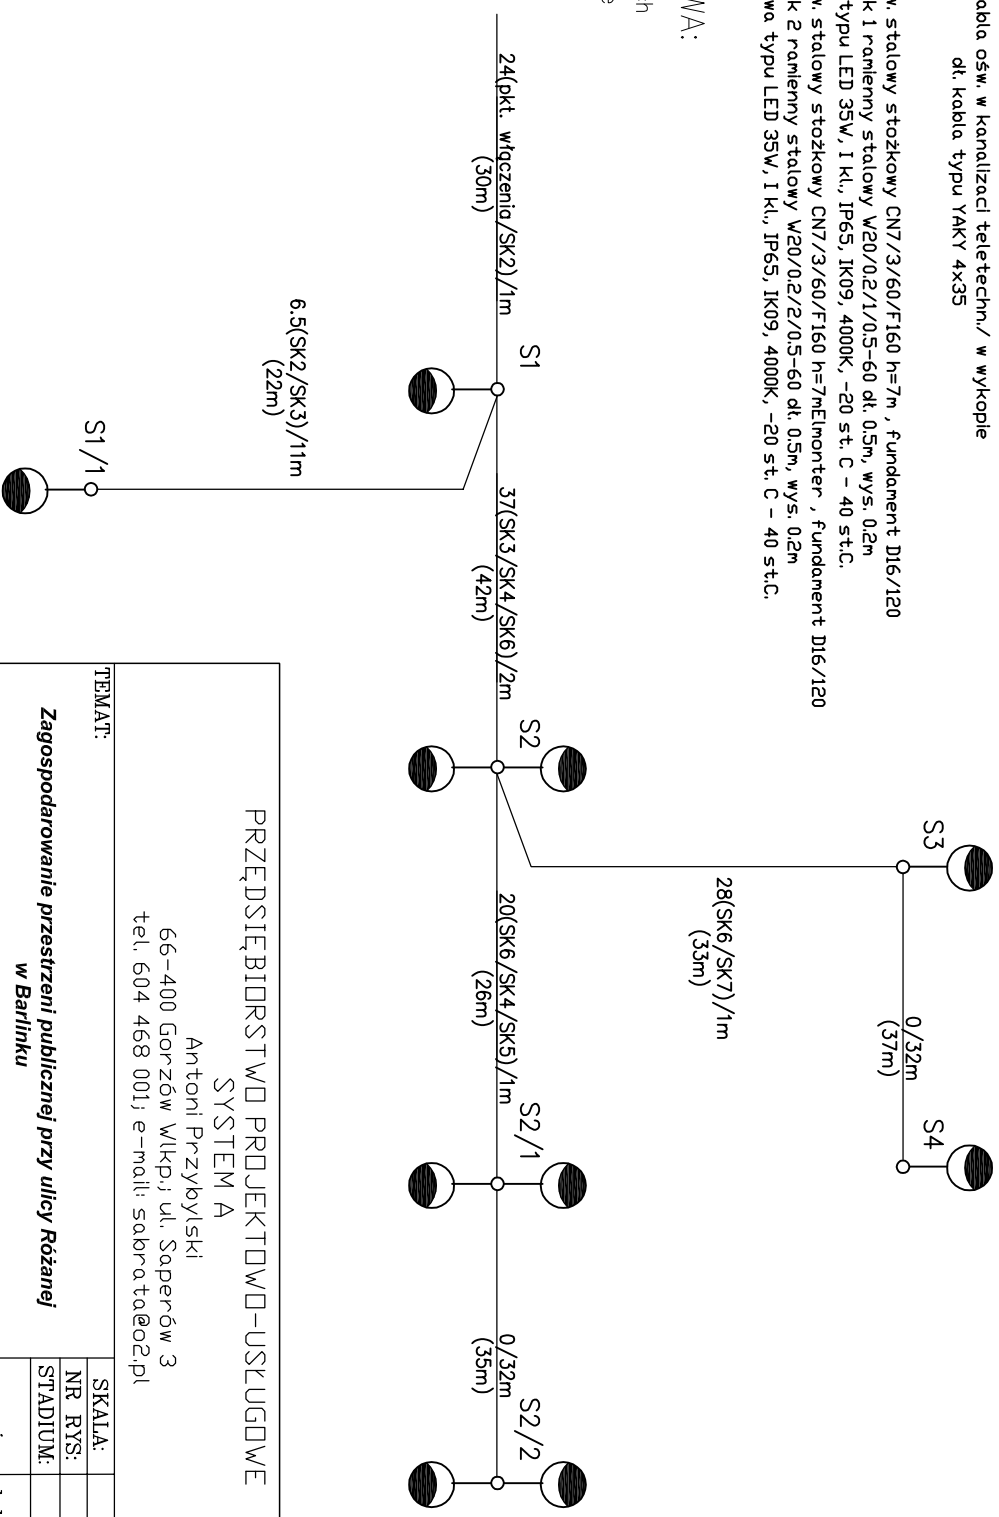 abla ośw. w kanalizaci teletechn./ w wykopie
dł. kabla typu YAKY 4x35
w. stalowy stożkowy CN7/3/60/F160 h=7m , fundament D16/120
k 1 ramienny stalowy W20/0.2/1/0.5-60 dł. 0.5m, wys. 0.2m
typu LED 35W, I kl., IP65, IK09, 4000K, -20 st. C - 40 st.C.
w. stalowy stożkowy CN7/3/60/F160 h=7mElmonter , fundament D16/120
k 2 ramienny stalowy W20/0.2/2/0.5-60 dł. 0.5m, wys. 0.2m
wa typu LED 35W, I kl., IP65, IK09, 4000K, -20 st. C - 40 st.C.
WA:
ch
e
S3
S4
0/32m
(37m)
28(SK6/SK7)/1m
(33m)
S1
S2
S2/1
S2/2
24(pkt. włączenia/SK2)/1m
(30m)
37(SK3/SK4/SK6)/2m
(42m)
20(SK6/SK4/SK5)/1m
(26m)
0/32m
(35m)
6.5(SK2/SK3)/11m
(22m)
S1/1
PRZĘDSIĘBIORSTWO PROJEKTOWO-USŁUGOWE
SYSTEM A
Antoni Przybylski
66-400 Gorzów Wlkp.; ul. Saperów 3
tel. 604 468 001; e-mail: sabrata@o2.pl
TEMAT:
Zagospodarowanie przestrzeni publicznej przy ulicy Różanej
w Barlinku
SKALA:
NR RYS:
STADIUM: